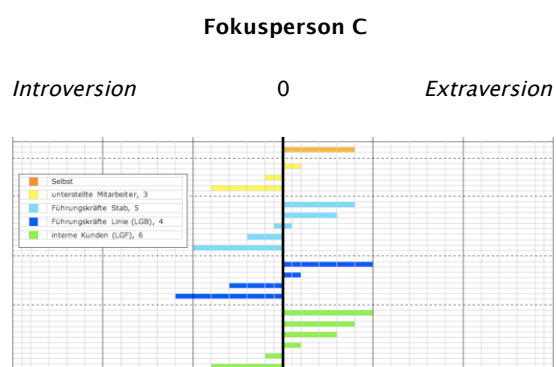 Fokusperson C
Introversion 0 Extraversion
Selbst
unterstellte Mitarbeiter, 3
Führungskräfte Stab, 5
Führungskräfte Linie (LGB), 4
interne Kunden (LGF), 6